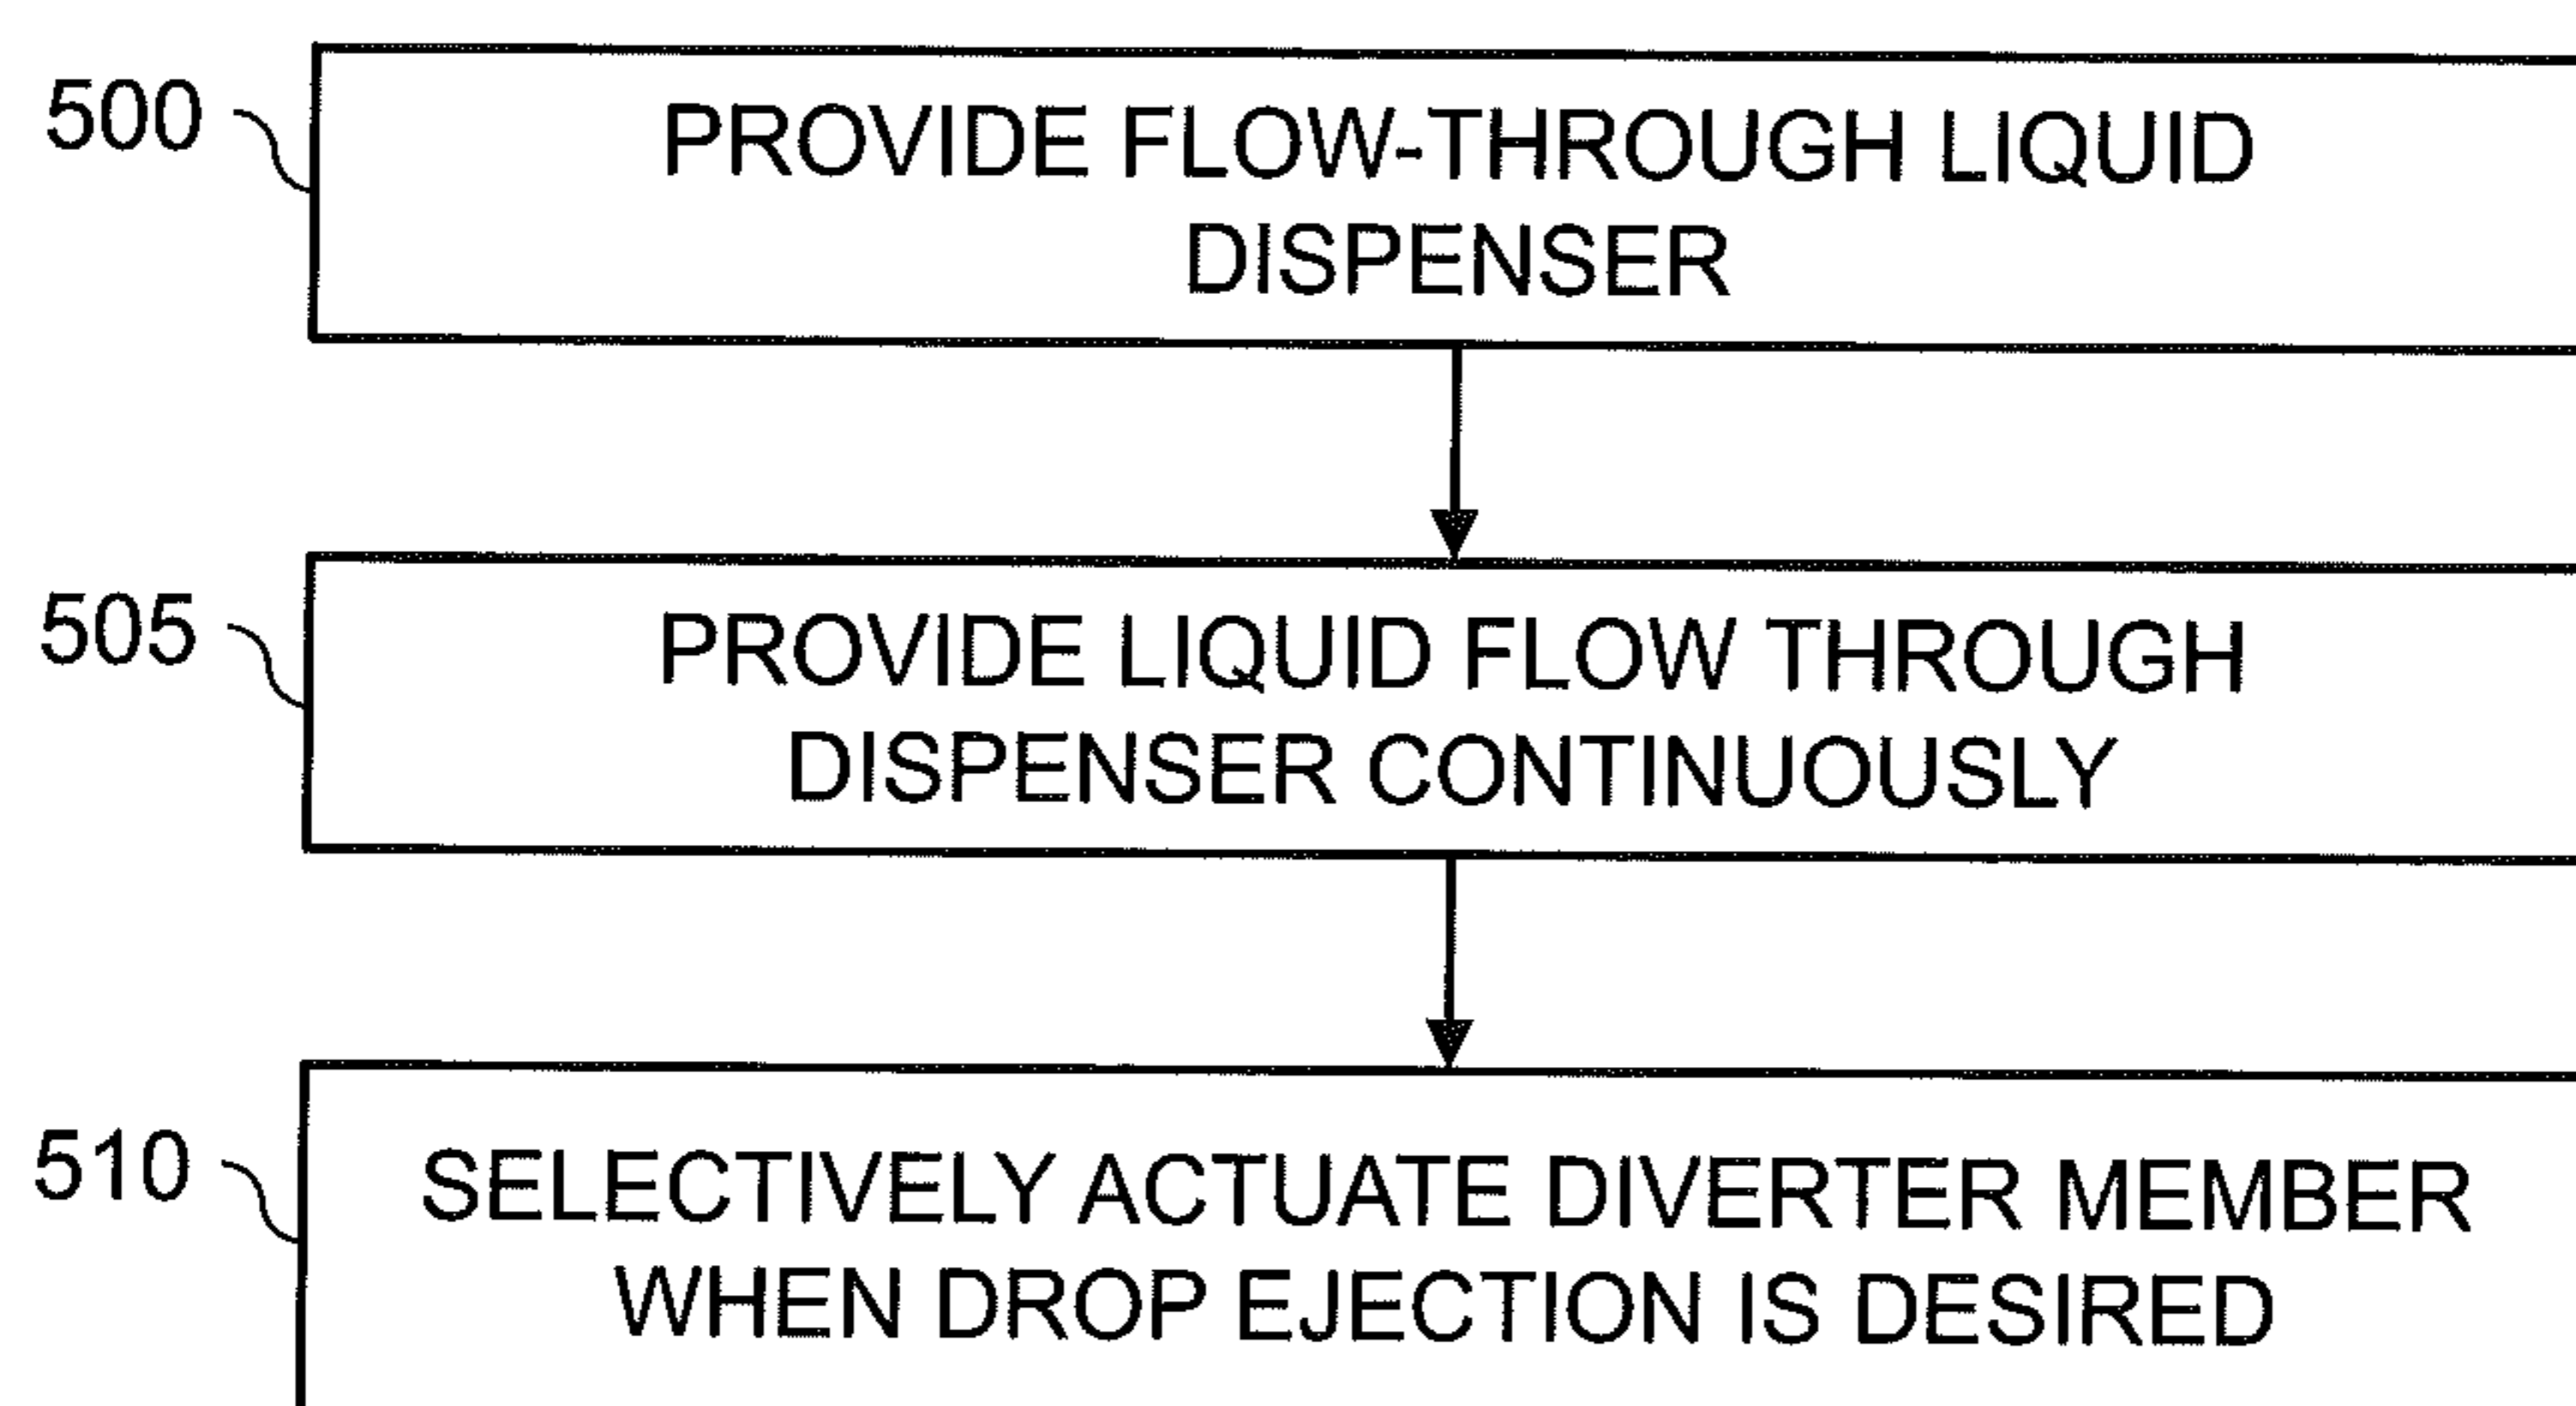 500
PROVIDE FLOW-THROUGH LIQUID
DISPENSER
505
PROVIDE LIQUID FLOW THROUGH
DISPENSER CONTINUOUSLY
510
SELECTIVELY ACTUATE DIVERTER MEMBER
WHEN DROP EJECTION IS DESIRED